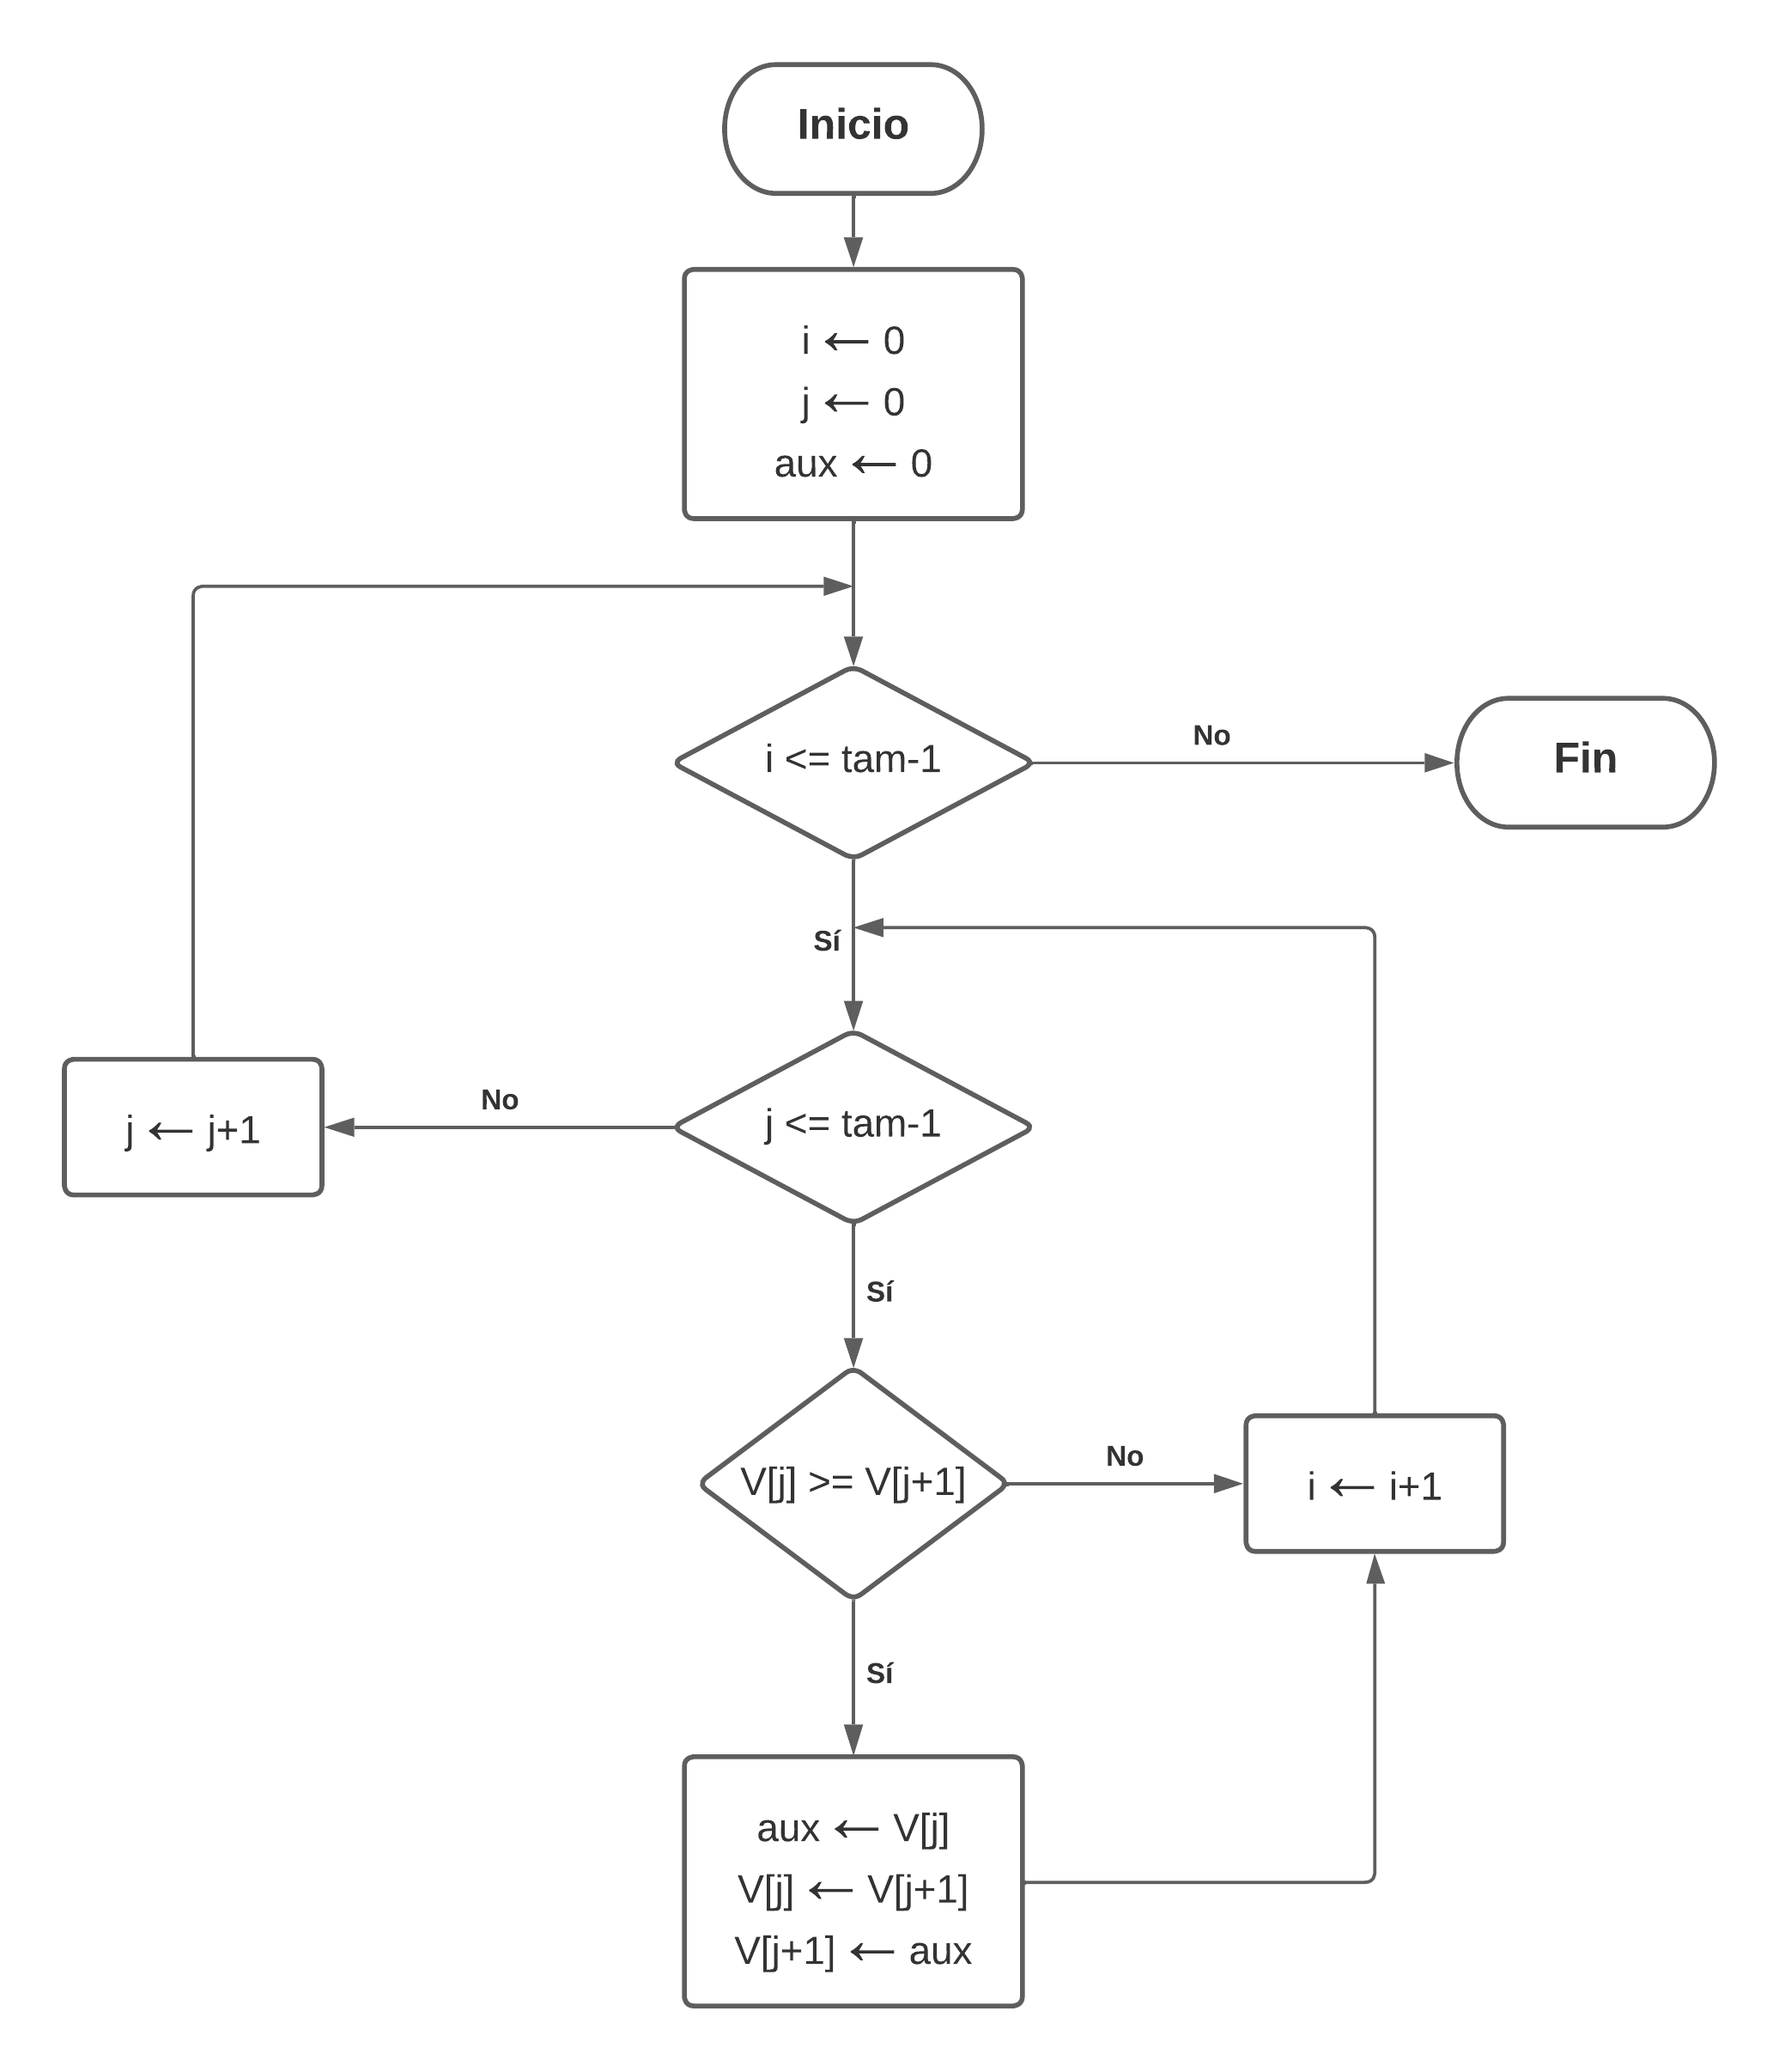 Inicio
i ← 0
j ← 0
aux ← 0
i <= tam-1
No
Fin
Sí
j <= tam-1
No
j ← j+1
Sí
V[j] >= V[j+1]
No
i ← i+1
Sí
aux ← V[j]
V[j] ← V[j+1]
V[j+1] ← aux